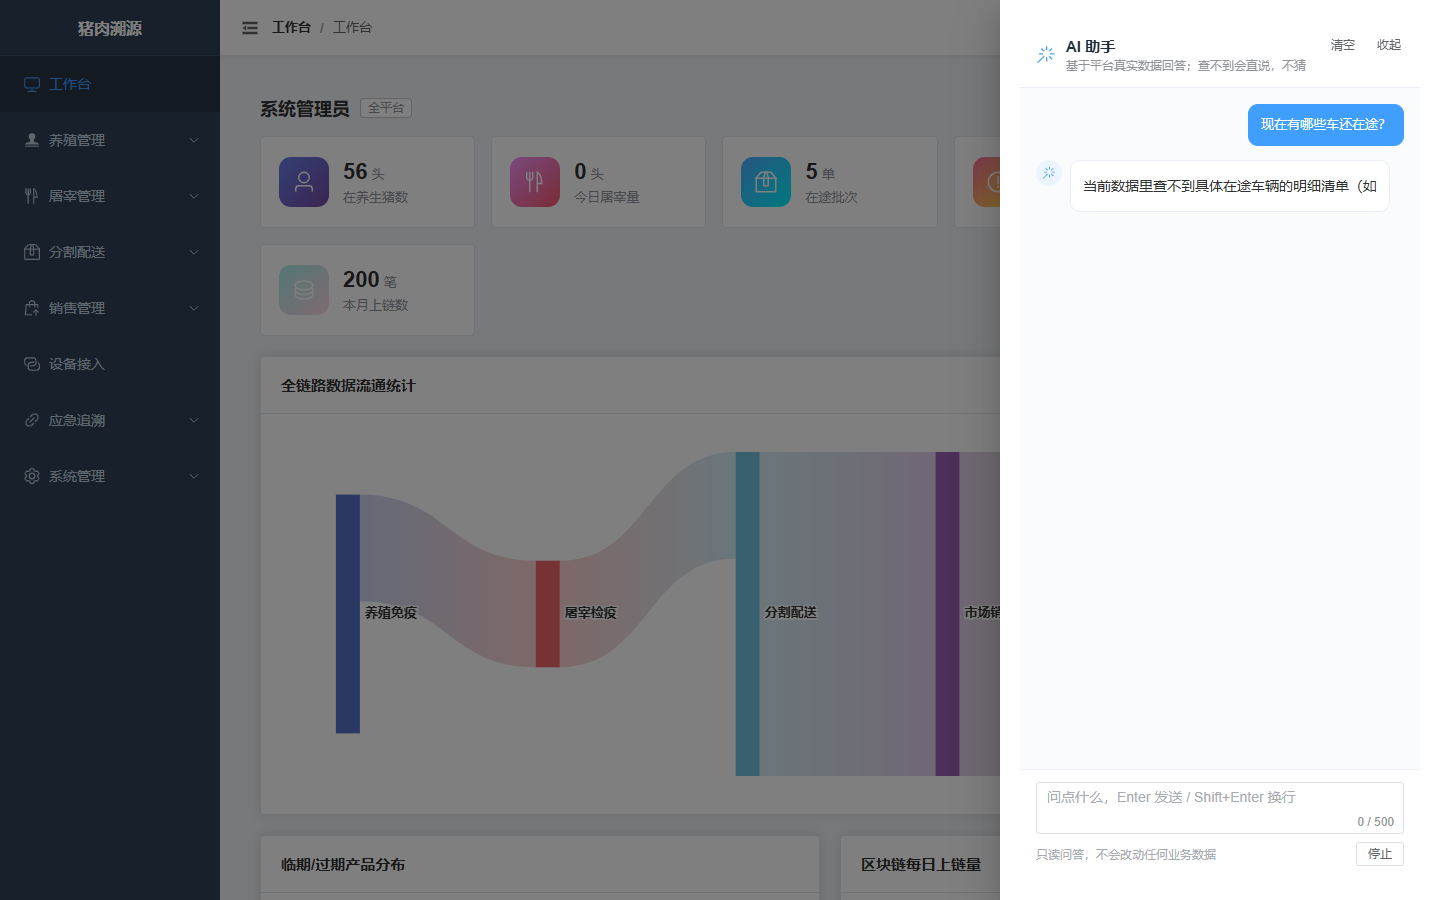 猪肉溯源
工作台
养殖管理
屠宰管理
分割配送
销售管理
设备接入
应急追溯
系统管理
工作台 / 工作台
系统管理员 全平台
56 头
在养生猪数
0 头
今日屠宰量
5 单
在途批次
200 笔
本月上链数
全链路数据流通统计
养殖免疫
屠宰检疫
分割配送
市场销
临期/过期产品分布
区块链每日上链量
AI 助手
基于平台真实数据回答；查不到会直说，不猜
清空 收起
现在有哪些车还在途？
当前数据里查不到具体在途车辆的明细清单（如
问点什么，Enter 发送 / Shift+Enter 换行
0 / 500
只读问答，不会改动任何业务数据
停止